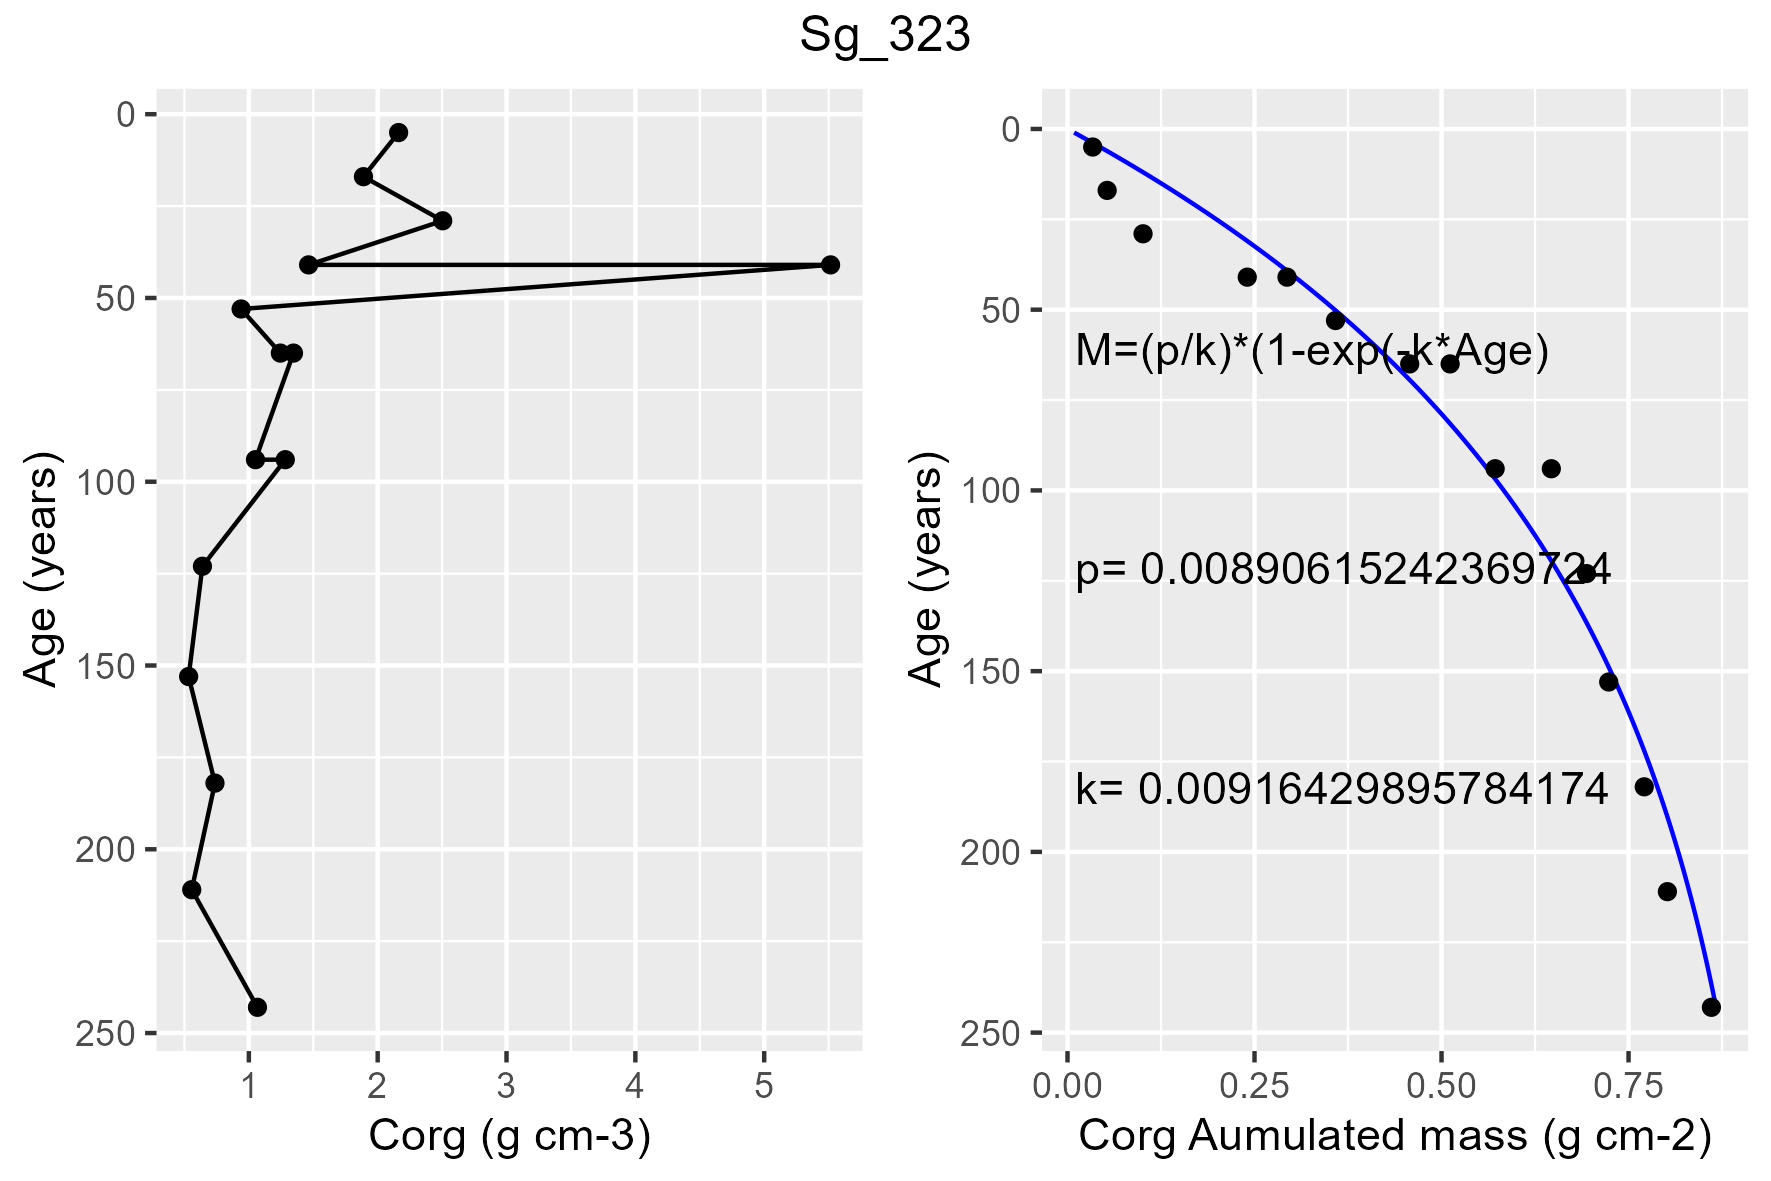 Sg_323
Age (years)
0
50
100
150
200
250
1 2 3 4 5
Corg (g cm-3)
Age (years)
0
50
100
150
200
250
M=(p/k)*(1-exp(-k*Age)
p= 0.00890615242369724
k= 0.00916429895784174
0.00 0.25 0.50 0.75
Corg Aumulated mass (g cm-2)